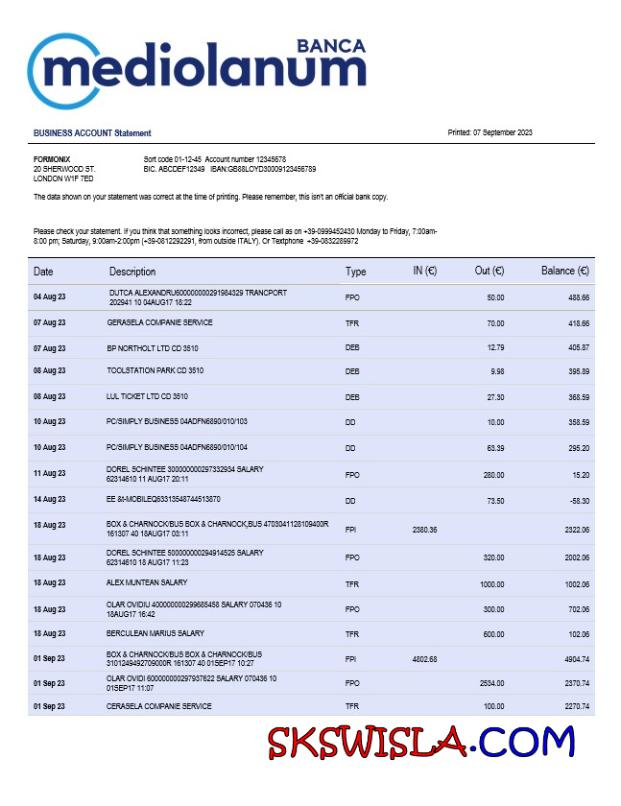 BANCA
mediolanum
BUSINESS ACCOUNT Statement Printed: 07 September 2023
FORMONIX Sort code 01-12-45 Account number 12345678
20 SHERWOOD ST. BIC. ABCDEF12349 IBAN:GB88LOYD30009123456789
LONDON W1F 7ED
The data shown on your statement was correct at the time of printing. Please remember, this isn't an official bank copy.
Please check your statement. If you think that something looks incorrect, please call as on +39-0999452430 Monday to Friday, 7:00am-
8:00 pm; Saturday, 9:00am-2:00pm (+39-0812292291, from outside ITALY). Or Textphone +39-0832289972
Date Description Type IN (€) Out (€) Balance (€)
04 Aug 23 DUTCA ALEXANDRU600000000291984329 TRANCPORT
202941 10 04AUG17 18:22 FPO 50.00 488.66
07 Aug 23 GERASELA COMPANIE SERVICE TFR 70.00 418.66
07 Aug 23 BP NORTHOLT LTD CD 3510 DEB 12.79 405.87
08 Aug 23 TOOLSTATION PARK CD 3510 DEB 9.98 395.89
08 Aug 23 LUL TICKET LTD CD 3510 DEB 27.30 368.59
10 Aug 23 PC/SIMPLY BUSINESS 04ADFN6890/010/103 DD 10.00 358.59
10 Aug 23 PC/SIMPLY BUSINESS 04ADFN6890/010/104 DD 63.39 295.20
11 Aug 23 DOREL SCHINTEE 300000000297332934 SALARY
62314610 11 AUG17 20:11 FPO 280.00 15.20
14 Aug 23 EE &t-MOBILEQ63313548744513870 DD 73.50 -58.30
18 Aug 23 BOX & CHARNOCK/BUS BOX & CHARNOCK,BUS 4703041128109400R
161307 40 18AUG17 03:11 FPI 2380.36 2322.06
18 Aug 23 DOREL SCHINTEE 500000000294914525 SALARY
62314610 18 AUG17 11:23 FPO 320.00 2002.06
18 Aug 23 ALEX MUNTEAN SALARY TFR 1000.00 1002.06
18 Aug 23 OLAR OVIDIU 400000000299685458 SALARY 070436 10
18AUG17 16:42 FPO 300.00 702.06
18 Aug 23 BERCULEAN MARIUS SALARY TFR 600.00 102.06
01 Sep 23 BOX & CHARNOCK/BUS BOX & CHARNOCK/BUS
3101249492709000R 161307 40 01SEP17 10:27 FPI 4802.68 4904.74
01 Sep 23 OLAR OVIDI 600000000297937622 SALARY 070436 10
01SEP17 11:07 FPO 2534.00 2370.74
01 Sep 23 CERASELA COMPANIE SERVICE TFR 100.00 2270.74
SKSWISLA.COM